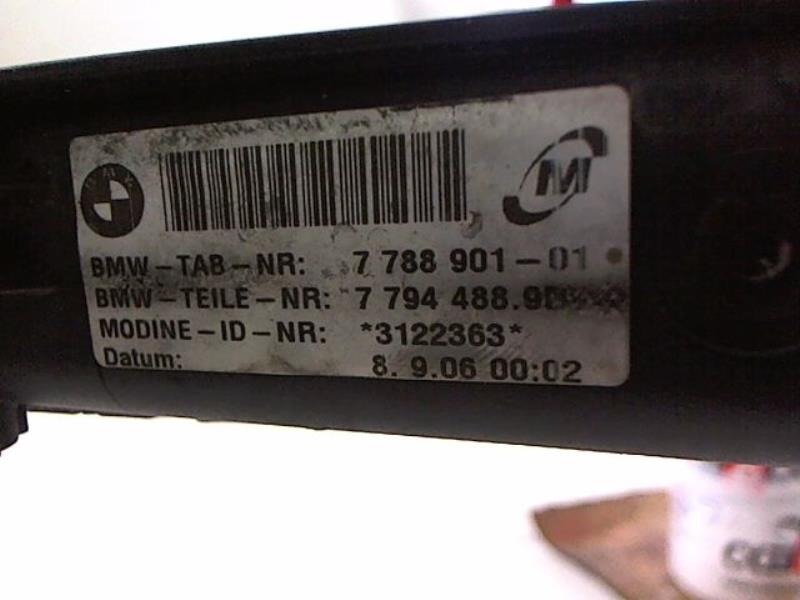 BMW
M
BMW-TAB-NR: 7 788 901-01
BMW-TEILE-NR: 7 794 488.9
MODINE-ID-NR: *3122363*
Datum: 8. 9.06 00:02